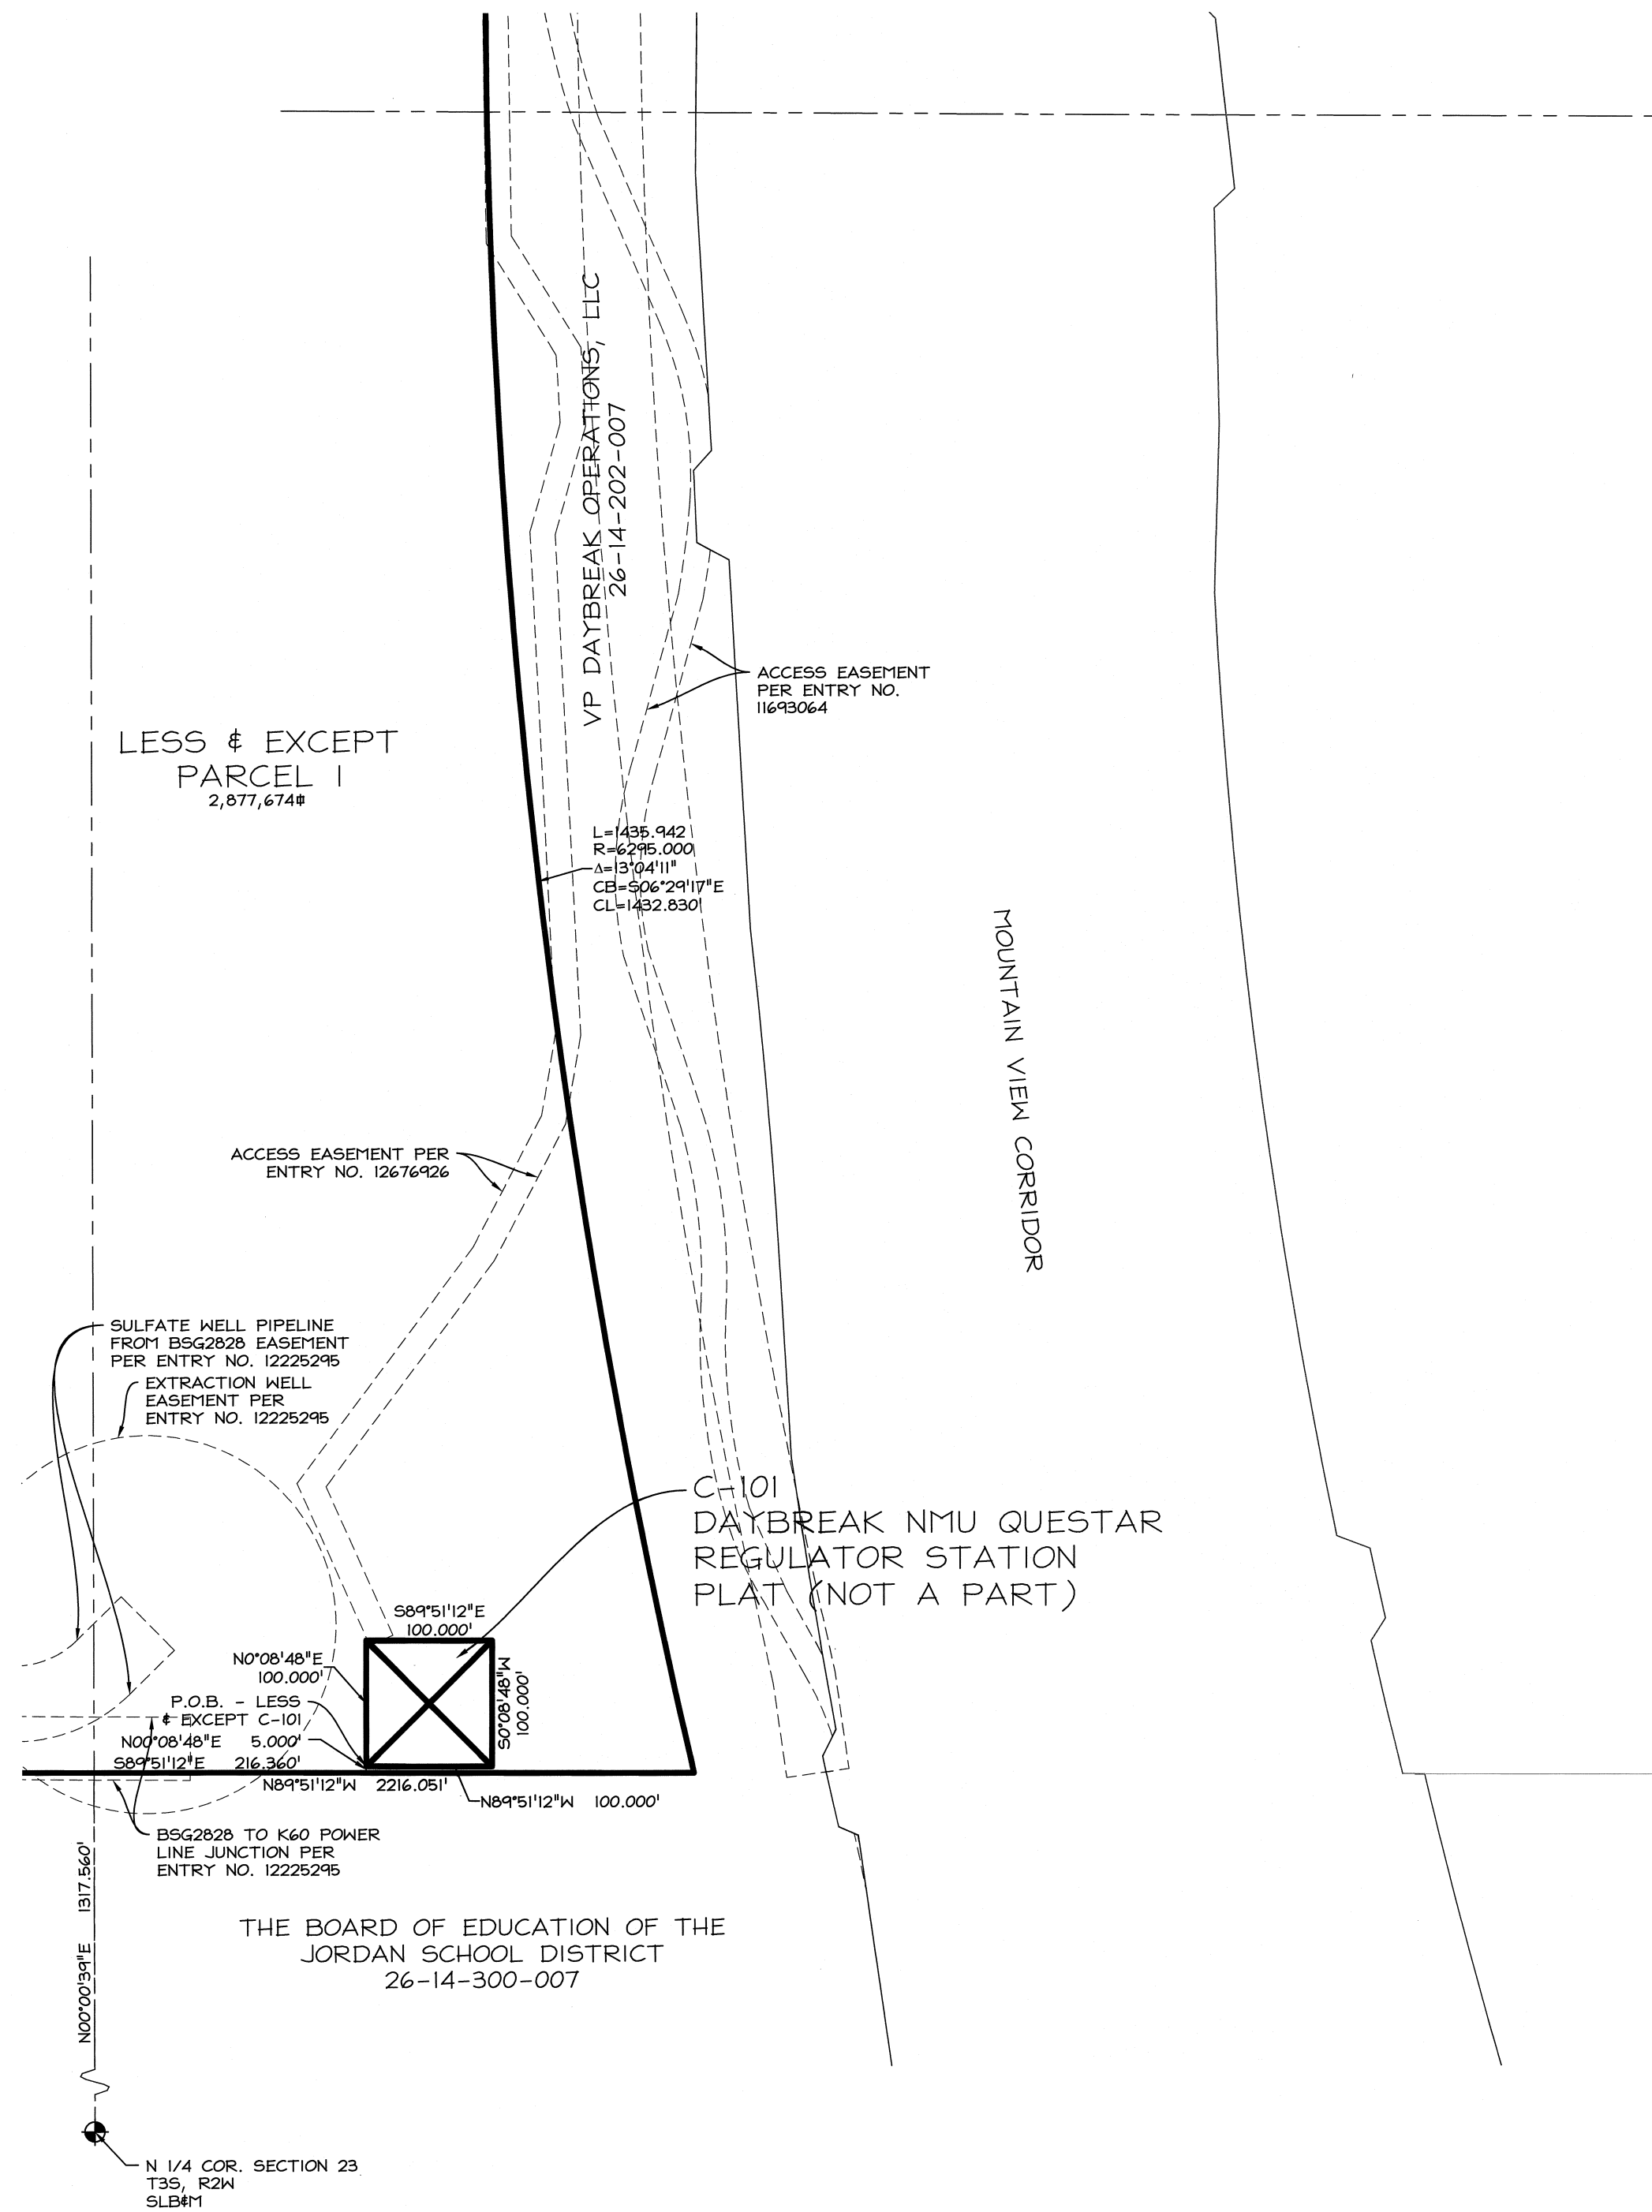 VP DAYBREAK OPERATIONS, LLC
26-14-202-007
ACCESS EASEMENT
PER ENTRY NO.
11693064
LESS & EXCEPT
PARCEL 1
2,877,674⌗
L=1435.942
R=6295.000
Δ=13°04'11"
CB=S06°29'17"E
CL=1432.830'
MOUNTAIN VIEW CORRIDOR
ACCESS EASEMENT PER
ENTRY NO. 12676926
SULFATE WELL PIPELINE
FROM BSG2828 EASEMENT
PER ENTRY NO. 12225295
EXTRACTION WELL
EASEMENT PER
ENTRY NO. 12225295
C-101
DAYBREAK NMU QUESTAR
REGULATOR STATION
PLAT (NOT A PART)
S89°51'12"E
100.000'
N0°08'48"E
100.000'
S0°08'48"W
100.000'
P.O.B. - LESS
& EXCEPT C-101
N00°08'48"E 5.000'
S89°51'12"E 216.360'
N89°51'12"W 2216.051'
N89°51'12"W 100.000'
BSG2828 TO K60 POWER
LINE JUNCTION PER
ENTRY NO. 12225295
N00°00'39"E 1317.560'
THE BOARD OF EDUCATION OF THE
JORDAN SCHOOL DISTRICT
26-14-300-007
N 1/4 COR. SECTION 23
T3S, R2W
SLB&M